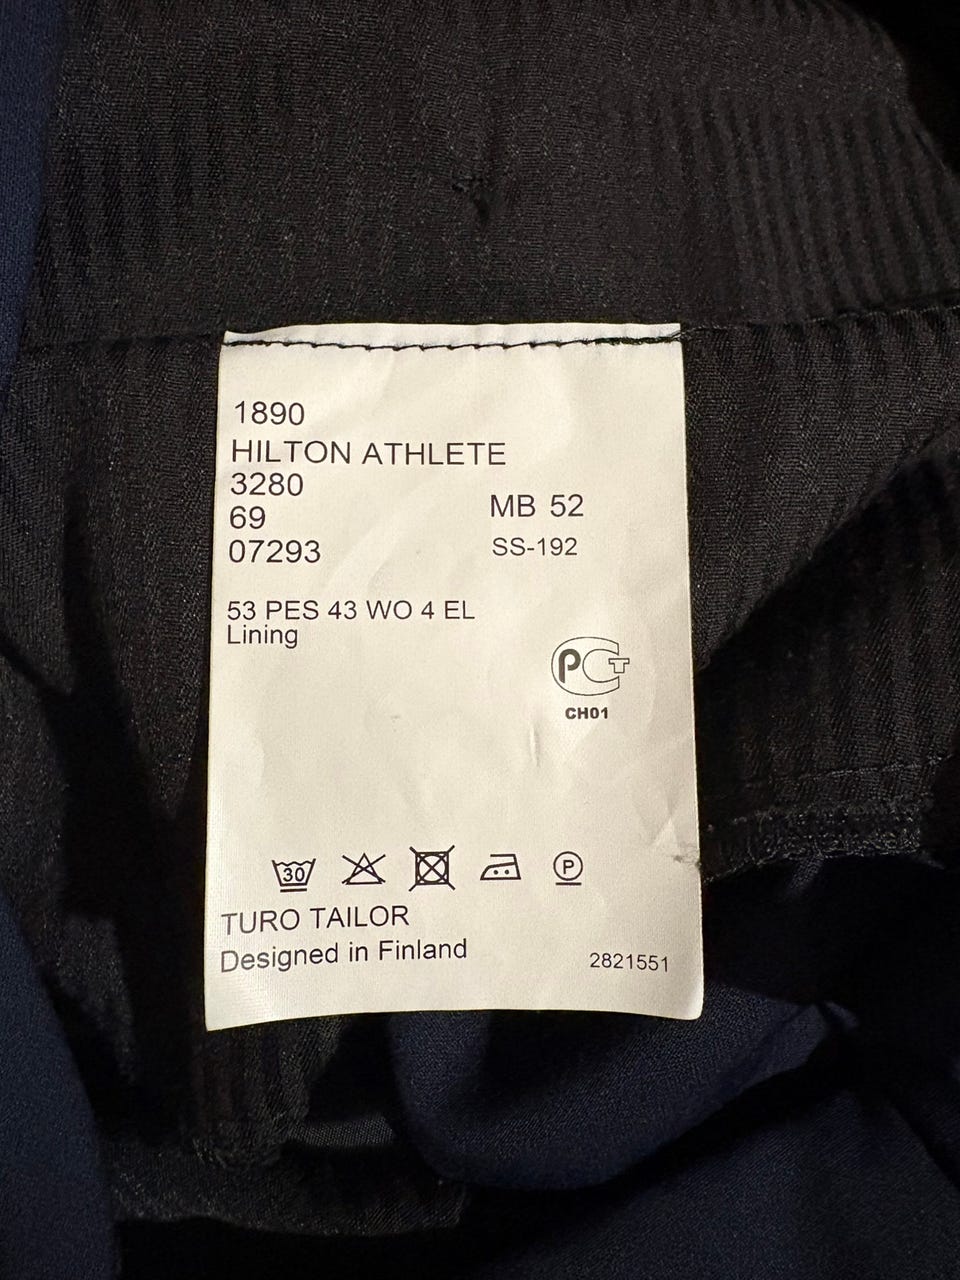 1890
HILTON ATHLETE
3280
69 MB 52
07293 SS-192
53 PES 43 WO 4 EL
Lining
PCT
CH01
30 P
TURO TAILOR
Designed in Finland 2821551